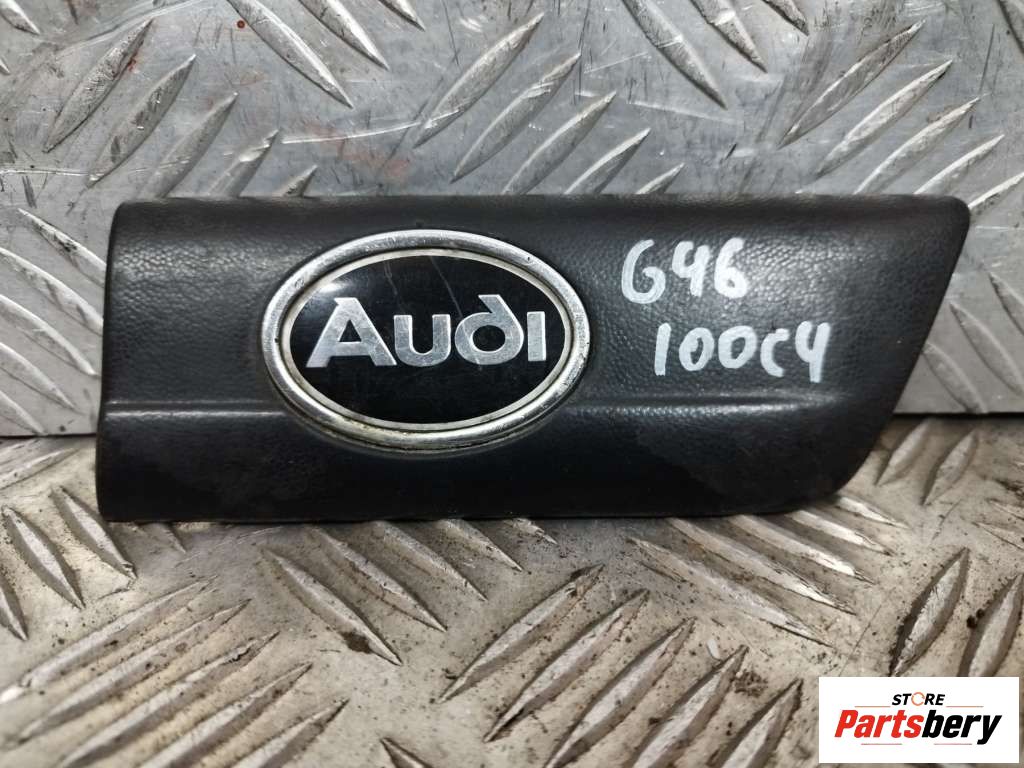 Audi
G46
100C4
STORE
Partsbery